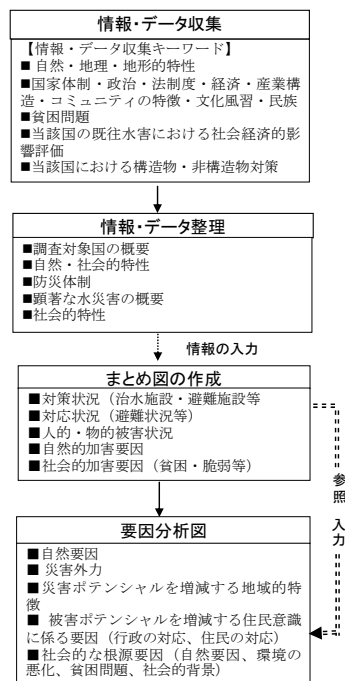 情報・データ収集
【情報・データ収集キーワード】
■ 自然・地理・地形的特性
■国家体制・政治・法制度・経済・産業構
造・コミュニティの特徴・文化風習・民族
■貧困問題
■当該国の既往水害における社会経済的影
響評価
■当該国における構造物・非構造物対策
情報・データ整理
■調査対象国の概要
■自然・社会的特性
■防災体制
■顕著な水災害の概要
■社会的特性
情報の入力
まとめ図の作成
■対策状況（治水施設・避難施設等
■対応状況（避難状況等）
■人的・物的被害状況
■自然的加害要因
■社会的加害要因（貧困・脆弱等）
参照
入力
要因分析図
■自然要因
■ 災害外力
■災害ポテンシャルを増減する地域的特
徴
■ 被害ポテンシャルを増減する住民意識
に係る要因（行政の対応、住民の対応）
■社会的な根源要因（自然要因、環境の
悪化、貧困問題、社会的背景）